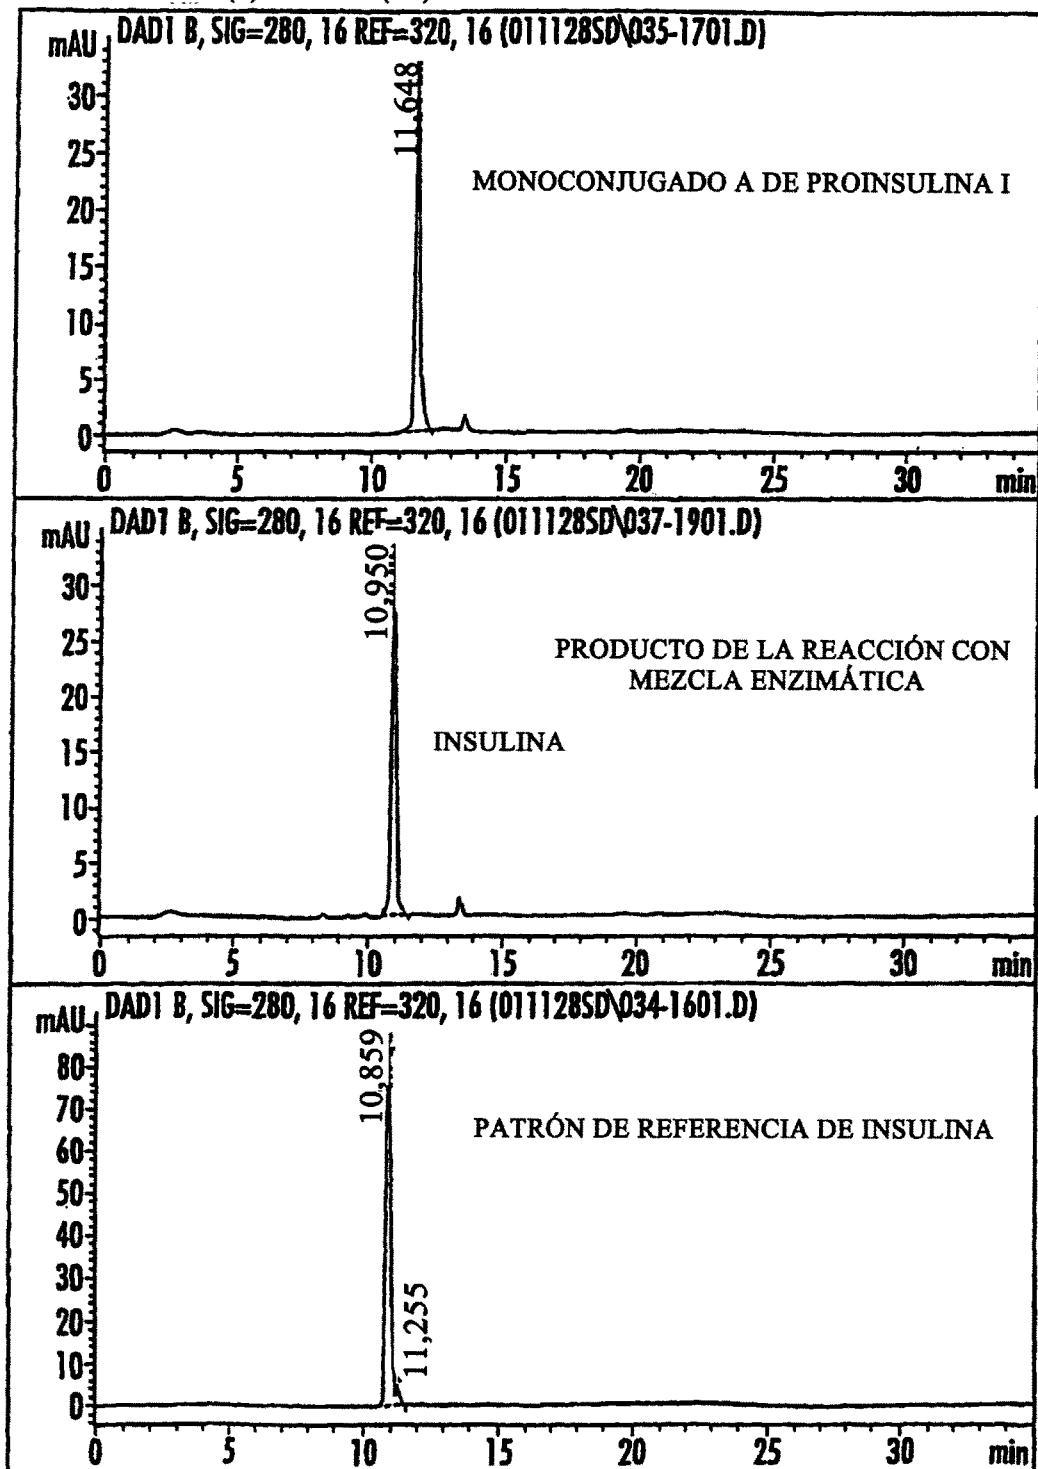 mAU DAD1 B, SIG=280, 16 REF=320, 16 (011128SD\035-1701.D)
11.648
30
25
20
15
10
5
0
MONOCONJUGADO A DE PROINSULINA I
0 5 10 15 20 25 30 min
mAU DAD1 B, SIG=280, 16 REF=320, 16 (011128SD\037-1901.D)
10,950
30
25
20
15
10
5
0
PRODUCTO DE LA REACCIÓN CON
MEZCLA ENZIMÁTICA
INSULINA
0 5 10 15 20 25 30 min
mAU DAD1 B, SIG=280, 16 REF=320, 16 (011128SD\034-1601.D)
10,859
80
70
60
50
40
30
20
10
0
PATRÓN DE REFERENCIA DE INSULINA
11,255
0 5 10 15 20 25 30 min